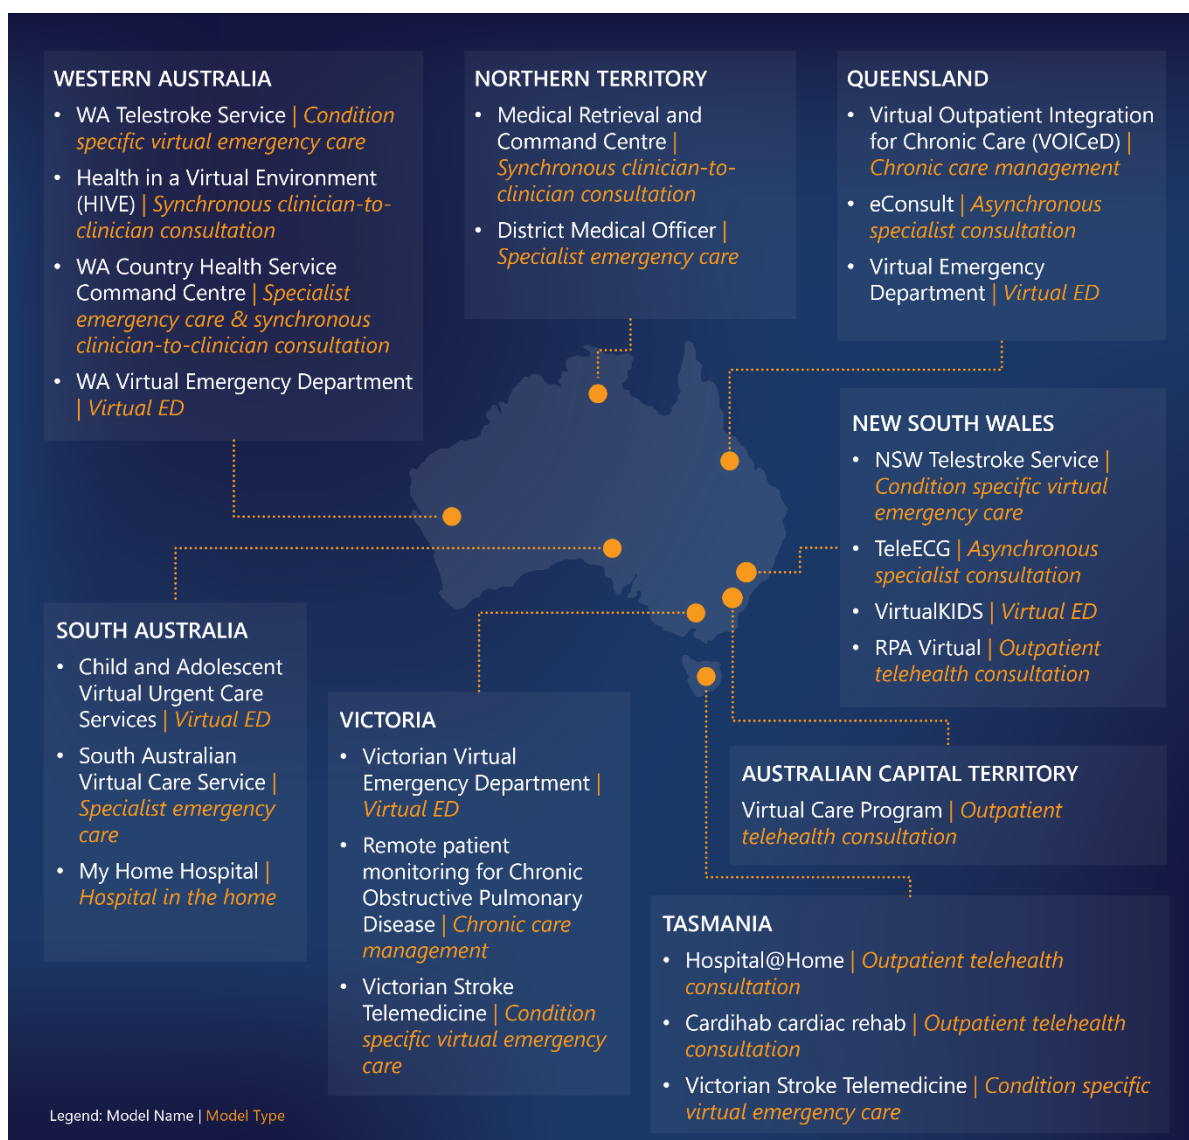 WESTERN AUSTRALIA
• WA Telestroke Service | Condition
specific virtual emergency care
• Health in a Virtual Environment
(HIVE) | Synchronous clinician-to-
clinician consultation
• WA Country Health Service
Command Centre | Specialist
emergency care & synchronous
clinician-to-clinician consultation
• WA Virtual Emergency Department
| Virtual ED
NORTHERN TERRITORY
• Medical Retrieval and
Command Centre |
Synchronous clinician-to-
clinician consultation
• District Medical Officer |
Specialist emergency care
QUEENSLAND
• Virtual Outpatient Integration
for Chronic Care (VOICeD) |
Chronic care management
• eConsult | Asynchronous
specialist consultation
• Virtual Emergency
Department | Virtual ED
NEW SOUTH WALES
• NSW Telestroke Service |
Condition specific virtual
emergency care
• TeleECG | Asynchronous
specialist consultation
• VirtualKIDS | Virtual ED
• RPA Virtual | Outpatient
telehealth consultation
SOUTH AUSTRALIA
• Child and Adolescent
Virtual Urgent Care
Services | Virtual ED
• South Australian
Virtual Care Service |
Specialist emergency
care
• My Home Hospital |
Hospital in the home
VICTORIA
• Victorian Virtual
Emergency Department |
Virtual ED
• Remote patient
monitoring for Chronic
Obstructive Pulmonary
Disease | Chronic care
management
• Victorian Stroke
Telemedicine | Condition
specific virtual emergency
care
AUSTRALIAN CAPITAL TERRITORY
Virtual Care Program | Outpatient
telehealth consultation
TASMANIA
• Hospital@Home | Outpatient telehealth
consultation
• Cardihab cardiac rehab | Outpatient telehealth
consultation
• Victorian Stroke Telemedicine | Condition specific
virtual emergency care
Legend: Model Name | Model Type